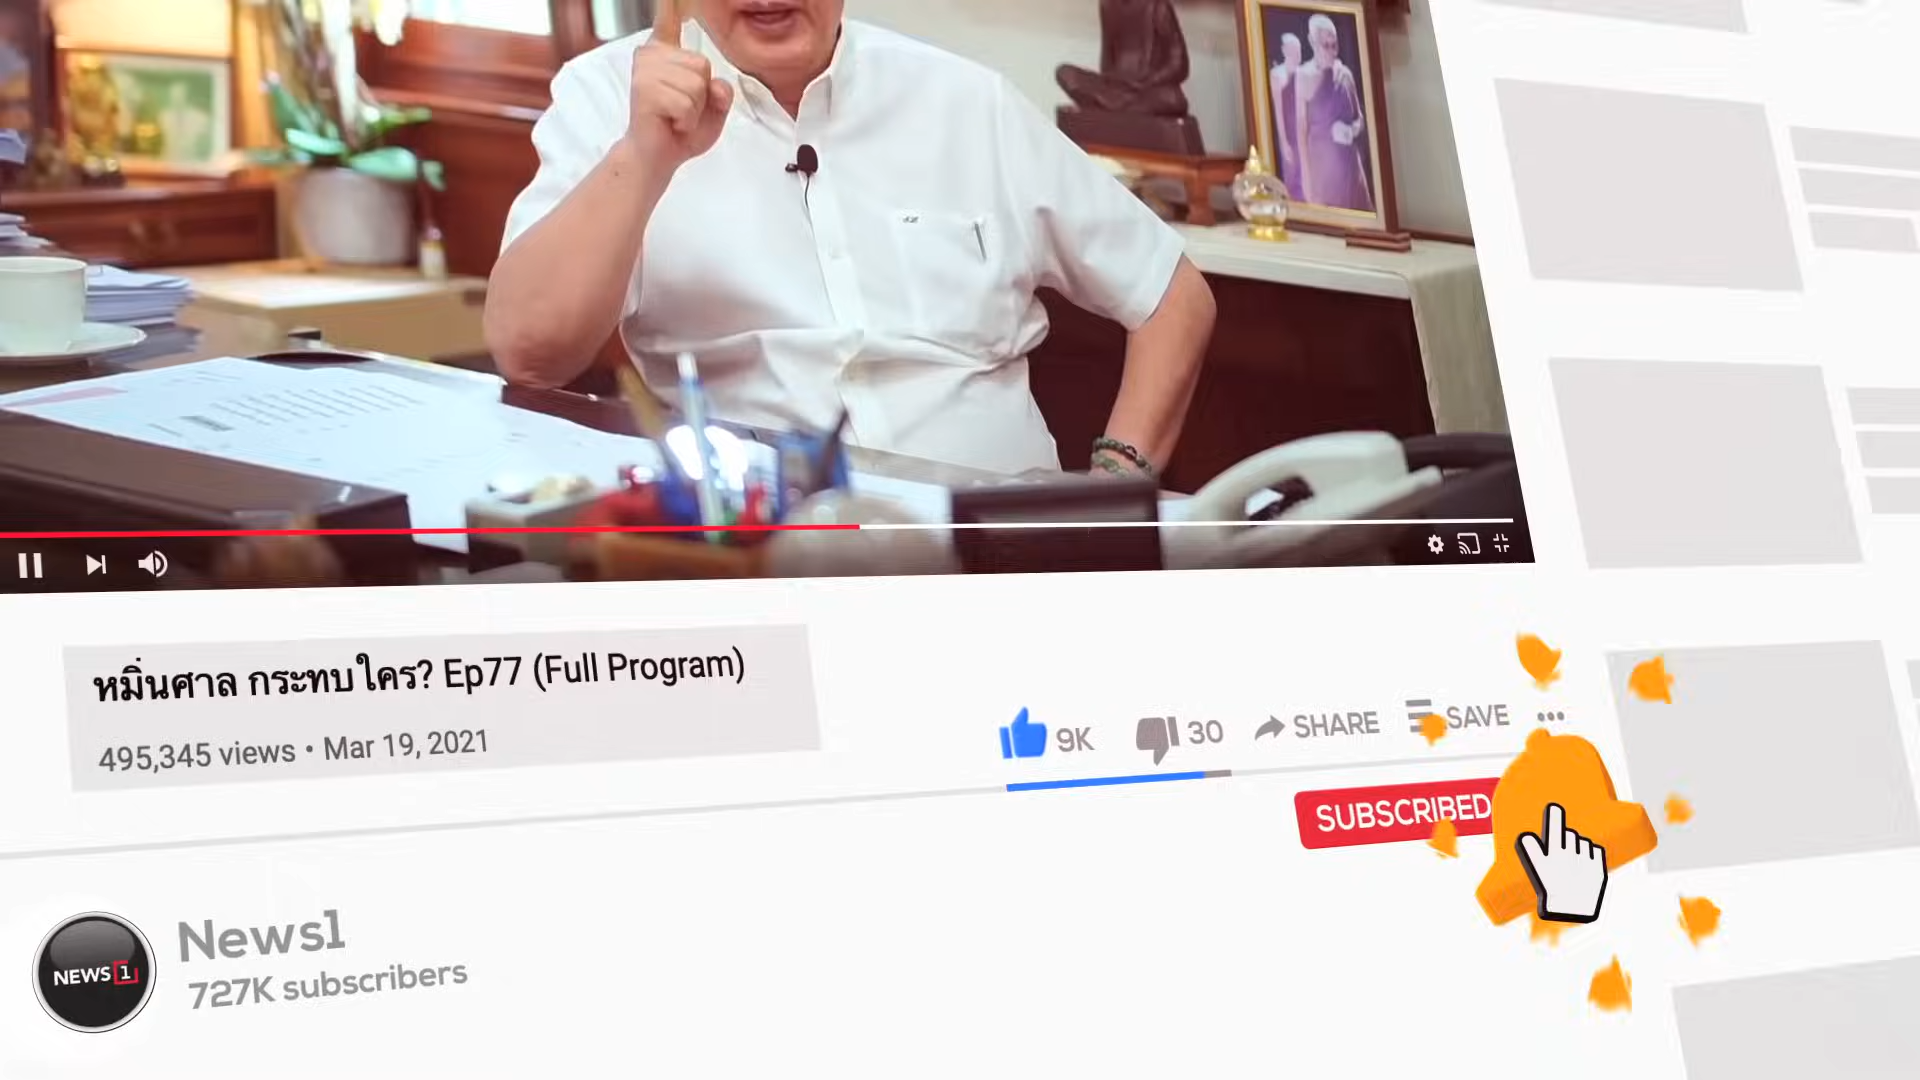 หมิ่นศาล กระทบใคร? Ep77 (Full Program)
495,345 views • Mar 19, 2021
9K
30
SHARE
SAVE
SUBSCRIBED
NEWS 1
News1
727K subscribers